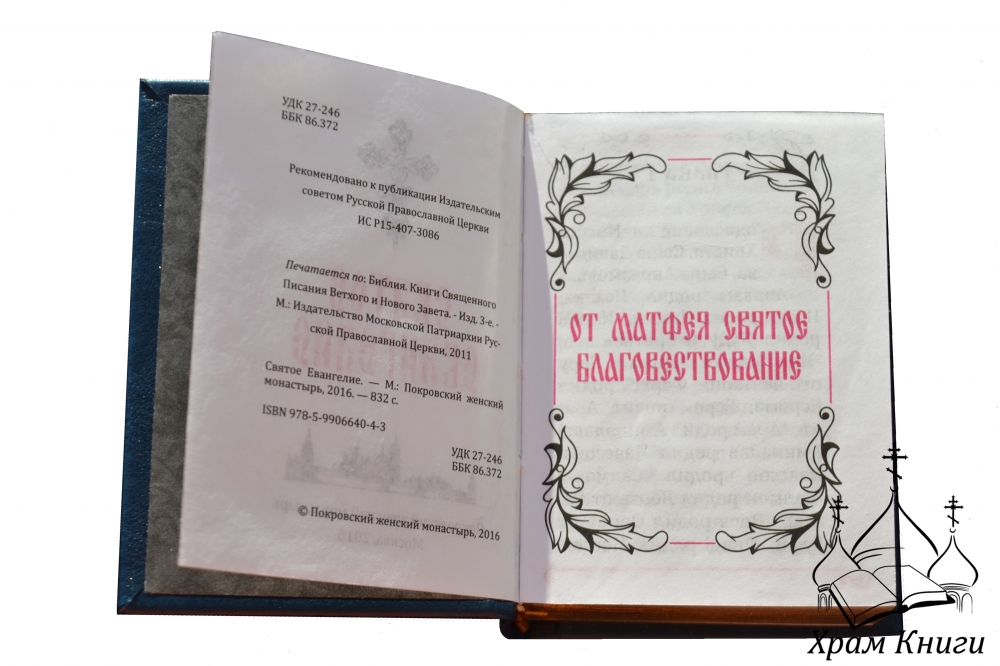 УДК 27-246
ББК 86.372
Рекомендовано к публикации Издательским
советом Русской Православной Церкви
ИС Р15-407-3086
Печатается по: Библия. Книги Священного
Писания Ветхого и Нового Завета. - Изд. 3-е. -
М.: Издательство Московской Патриархии Рус-
ской Православной Церкви, 2011
Святое Евангелие. — М.: Покровский женский
монастырь, 2016. — 832 с.
ISBN 978-5-9906640-4-3
УДК 27-246
ББК 86.372
© Покровский женский монастырь, 2016
ОТ МАТФЕЯ СВЯТОЕ
БЛАГОВЕСТВОВАНИЕ
Храм Книги